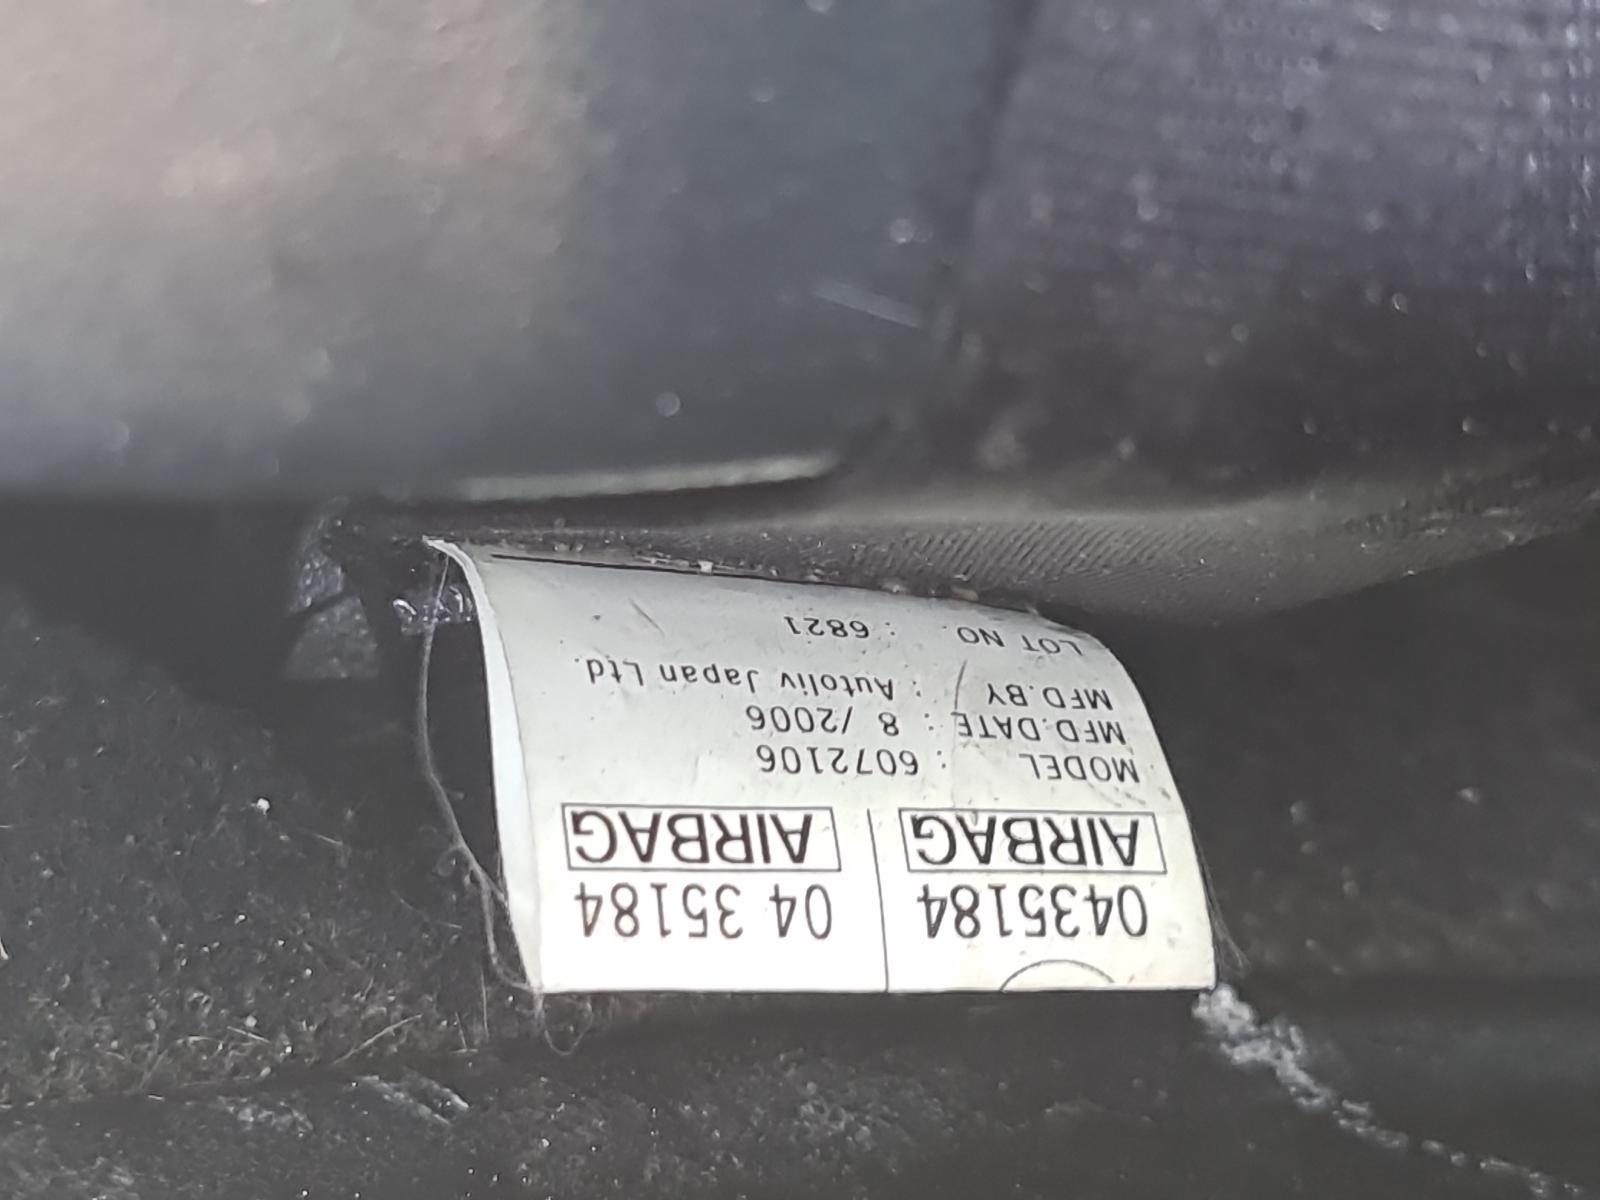 0435184 04 35184
AIRBAG AIRBAG
MODEL : 6072106
MFD.DATE : 8 /2006
MFD.BY : Autoliv Japan Ltd.
LOT NO. : 6821